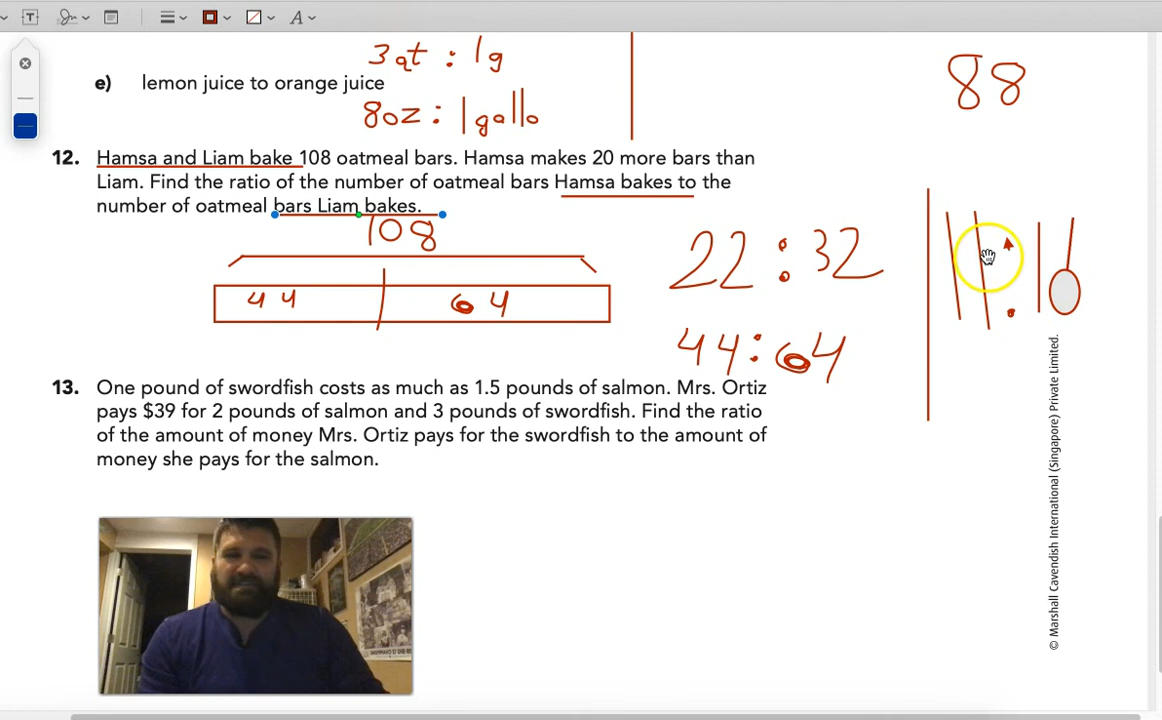 3 qt : 1g
88
e) lemon juice to orange juice
8oz : 1 gallo
12. Hamsa and Liam bake 108 oatmeal bars. Hamsa makes 20 more bars than
Liam. Find the ratio of the number of oatmeal bars Hamsa bakes to the
number of oatmeal bars Liam bakes.
108
44 64
22 : 32
11 : 16
44 : 64
13. One pound of swordfish costs as much as 1.5 pounds of salmon. Mrs. Ortiz
pays $39 for 2 pounds of salmon and 3 pounds of swordfish. Find the ratio
of the amount of money Mrs. Ortiz pays for the swordfish to the amount of
money she pays for the salmon.
© Marshall Cavendish International (Singapore) Private Limited.